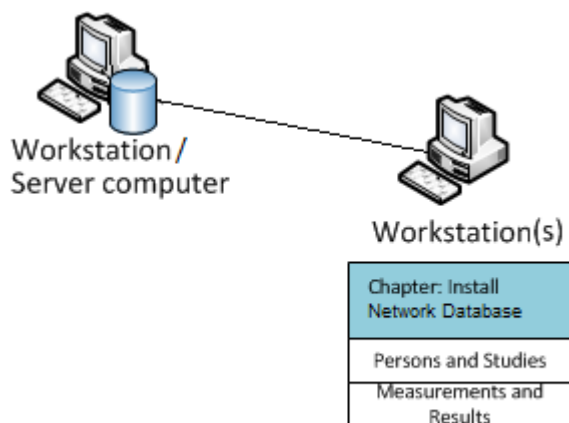 Workstation/
Server computer
Workstation(s)
Chapter: Install
Network Database
Persons and Studies
Measurements and
Results